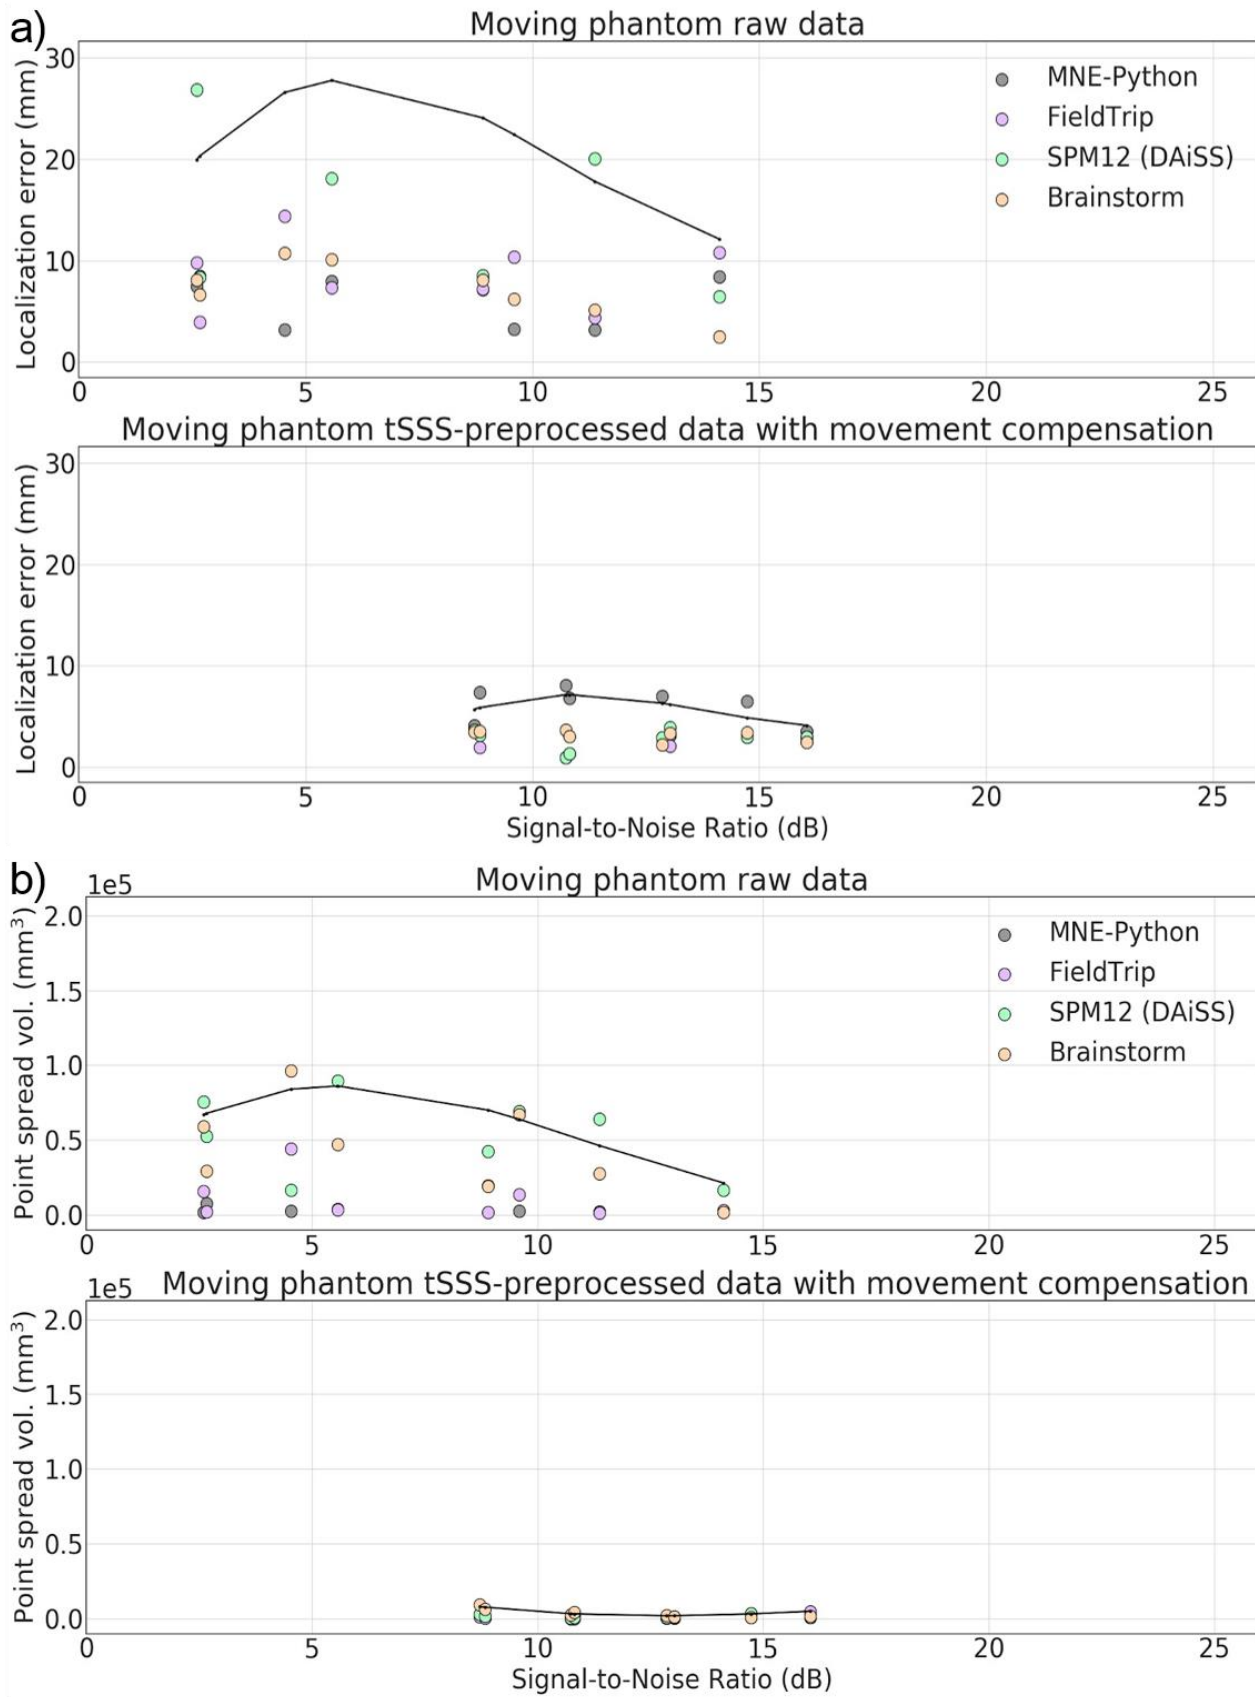 a)
Moving phantom raw data
Localization error (mm)
30
20
10
0
MNE-Python
FieldTrip
SPM12 (DAiSS)
Brainstorm
0 5 10 15 20 25
Moving phantom tSSS-preprocessed data with movement compensation
Localization error (mm)
30
20
10
0
0 5 10 15 20 25
Signal-to-Noise Ratio (dB)
b)
1e5
Moving phantom raw data
Point spread vol. (mm³)
2.0
1.5
1.0
0.5
0.0
MNE-Python
FieldTrip
SPM12 (DAiSS)
Brainstorm
0 5 10 15 20 25
1e5
Moving phantom tSSS-preprocessed data with movement compensation
Point spread vol. (mm³)
2.0
1.5
1.0
0.5
0.0
0 5 10 15 20 25
Signal-to-Noise Ratio (dB)